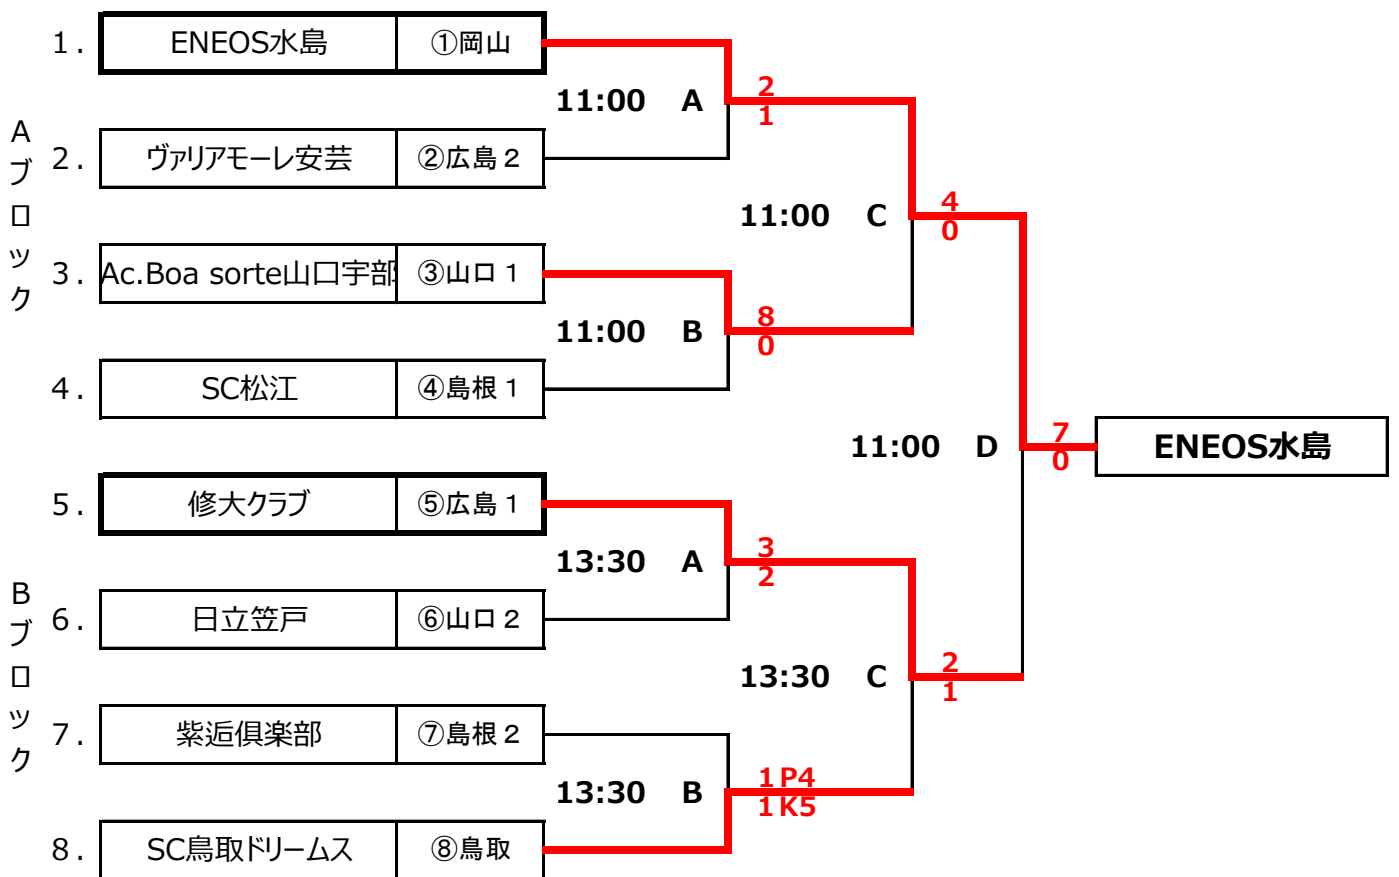 Aブロック
1. ENEOS水島 ①岡山
11:00 A
2
1
2. ヴァリアモーレ安芸 ②広島2
11:00 C
4
0
3. Ac.Boa sorte山口宇部 ③山口1
11:00 B
8
0
4. SC松江 ④島根1
11:00 D
7
0
ENEOS水島
Bブロック
5. 修大クラブ ⑤広島1
13:30 A
3
2
6. 日立笠戸 ⑥山口2
13:30 C
2
1
7. 紫逅倶楽部 ⑦島根2
13:30 B
1 P4
1 K5
8. SC鳥取ドリームス ⑧鳥取